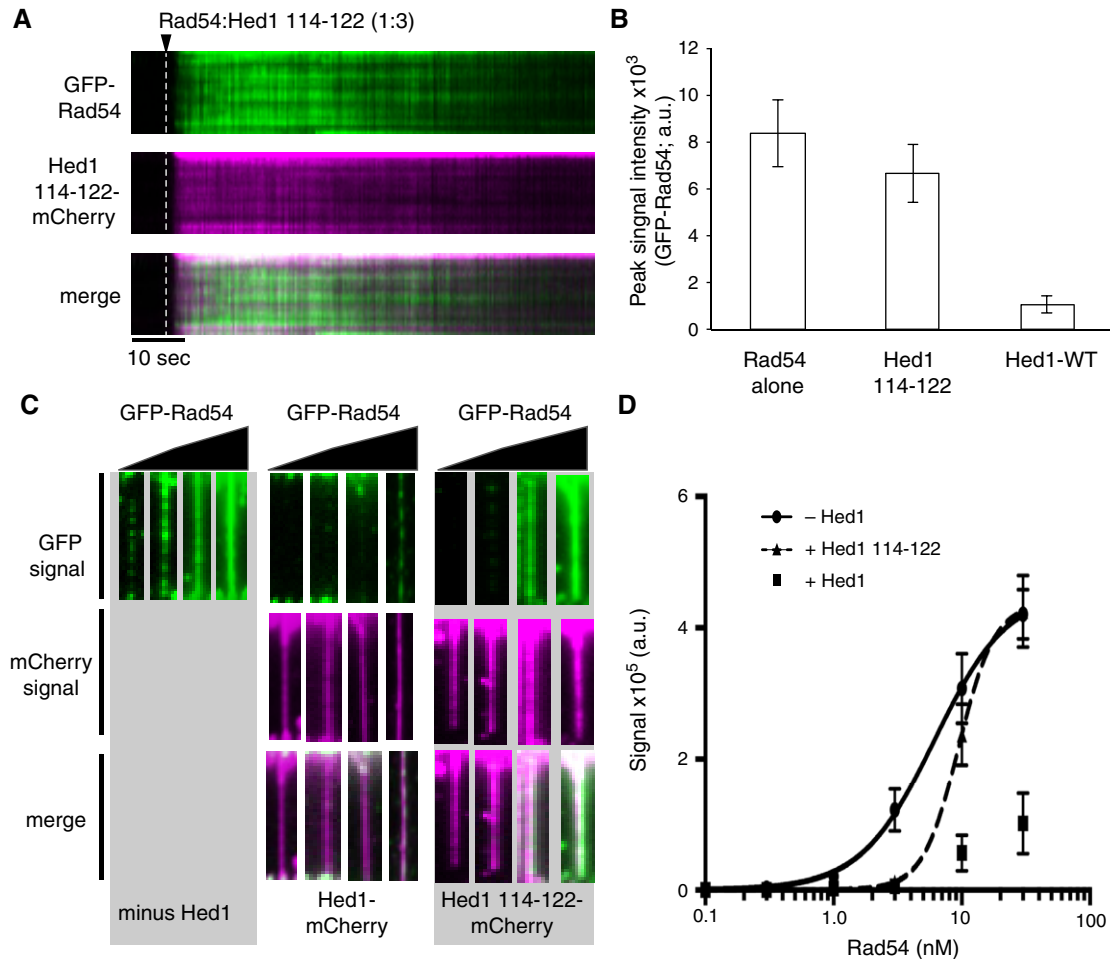 A
Rad54:Hed1 114-122 (1:3)
GFP-
Rad54
Hed1
114-122-
mCherry
merge
10 sec
B
Peak singnal intensity x10³
(GFP-Rad54; a.u.)
12
10
8
6
4
2
0
Rad54
alone
Hed1
114-122
Hed1-WT
C
GFP-Rad54
GFP-Rad54
GFP-Rad54
GFP
signal
mCherry
signal
merge
minus Hed1
Hed1-
mCherry
Hed1 114-122-
mCherry
D
Signal x10⁵ (a.u.)
6
4
2
0
– Hed1
+ Hed1 114-122
+ Hed1
0.1
1.0
10
100
Rad54 (nM)